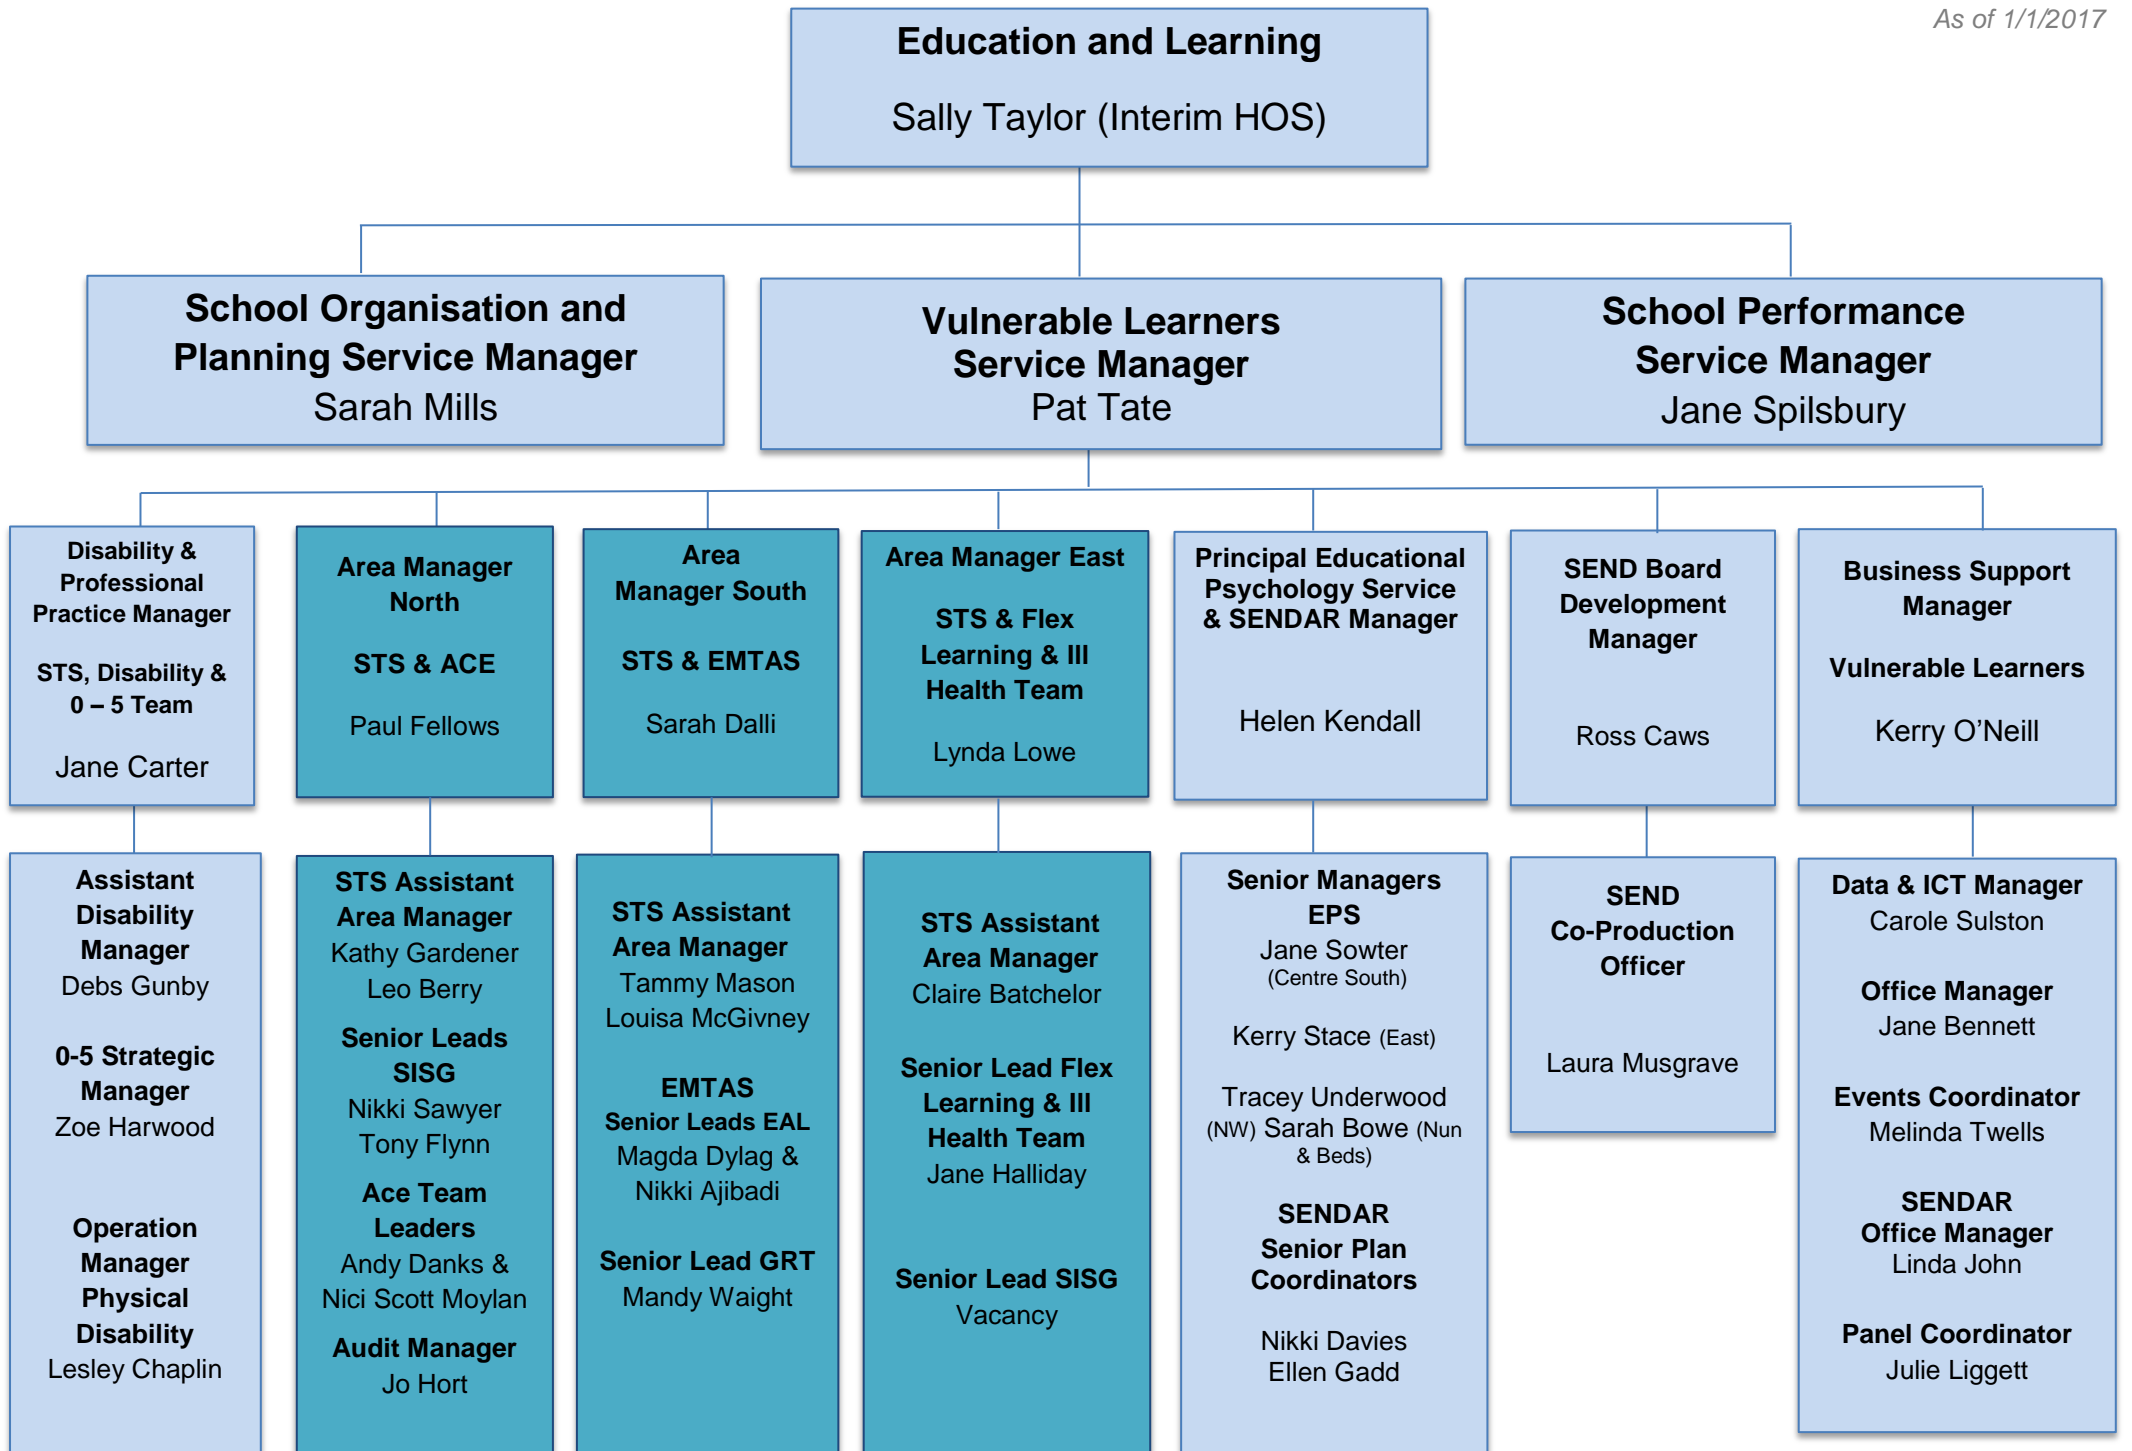 As of 1/1/2017
Education and Learning
Sally Taylor (Interim HOS)
School Organisation and
Planning Service Manager
Sarah Mills
Vulnerable Learners
Service Manager
Pat Tate
School Performance
Service Manager
Jane Spilsbury
Disability &
Professional
Practice Manager
STS, Disability &
0 – 5 Team
Jane Carter
Area Manager
North
STS & ACE
Paul Fellows
Area
Manager South
STS & EMTAS
Sarah Dalli
Area Manager East
STS & Flex
Learning & Ill
Health Team
Lynda Lowe
Principal Educational
Psychology Service
& SENDAR Manager
Helen Kendall
SEND Board
Development
Manager
Ross Caws
Business Support
Manager
Vulnerable Learners
Kerry O’Neill
Assistant
Disability
Manager
Debs Gunby
0-5 Strategic
Manager
Zoe Harwood
Operation
Manager
Physical
Disability
Lesley Chaplin
STS Assistant
Area Manager
Kathy Gardener
Leo Berry
Senior Leads
SISG
Nikki Sawyer
Tony Flynn
Ace Team
Leaders
Andy Danks &
Nici Scott Moylan
Audit Manager
Jo Hort
STS Assistant
Area Manager
Tammy Mason
Louisa McGivney
EMTAS
Senior Leads EAL
Magda Dylag &
Nikki Ajibadi
Senior Lead GRT
Mandy Waight
STS Assistant
Area Manager
Claire Batchelor
Senior Lead Flex
Learning & Ill
Health Team
Jane Halliday
Senior Lead SISG
Vacancy
Senior Managers
EPS
Jane Sowter
(Centre South)
Kerry Stace (East)
Tracey Underwood
(NW) Sarah Bowe (Nun
& Beds)
SENDAR
Senior Plan
Coordinators
Nikki Davies
Ellen Gadd
SEND
Co-Production
Officer
Laura Musgrave
Data & ICT Manager
Carole Sulston
Office Manager
Jane Bennett
Events Coordinator
Melinda Twells
SENDAR
Office Manager
Linda John
Panel Coordinator
Julie Liggett